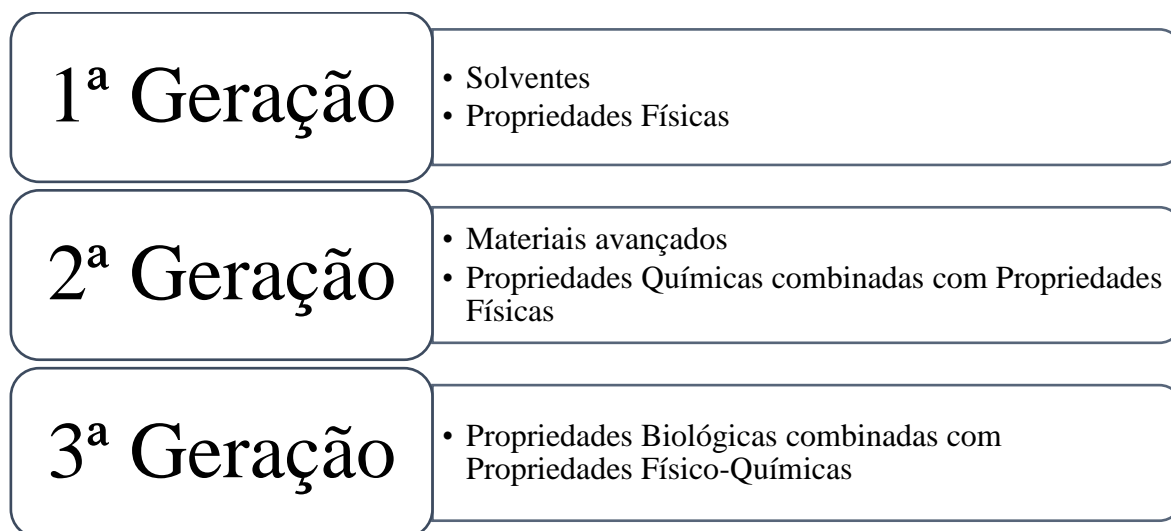 1ª Geração
• Solventes
• Propriedades Físicas
2ª Geração
• Materiais avançados
• Propriedades Químicas combinadas com Propriedades
Físicas
3ª Geração
• Propriedades Biológicas combinadas com
Propriedades Físico-Químicas